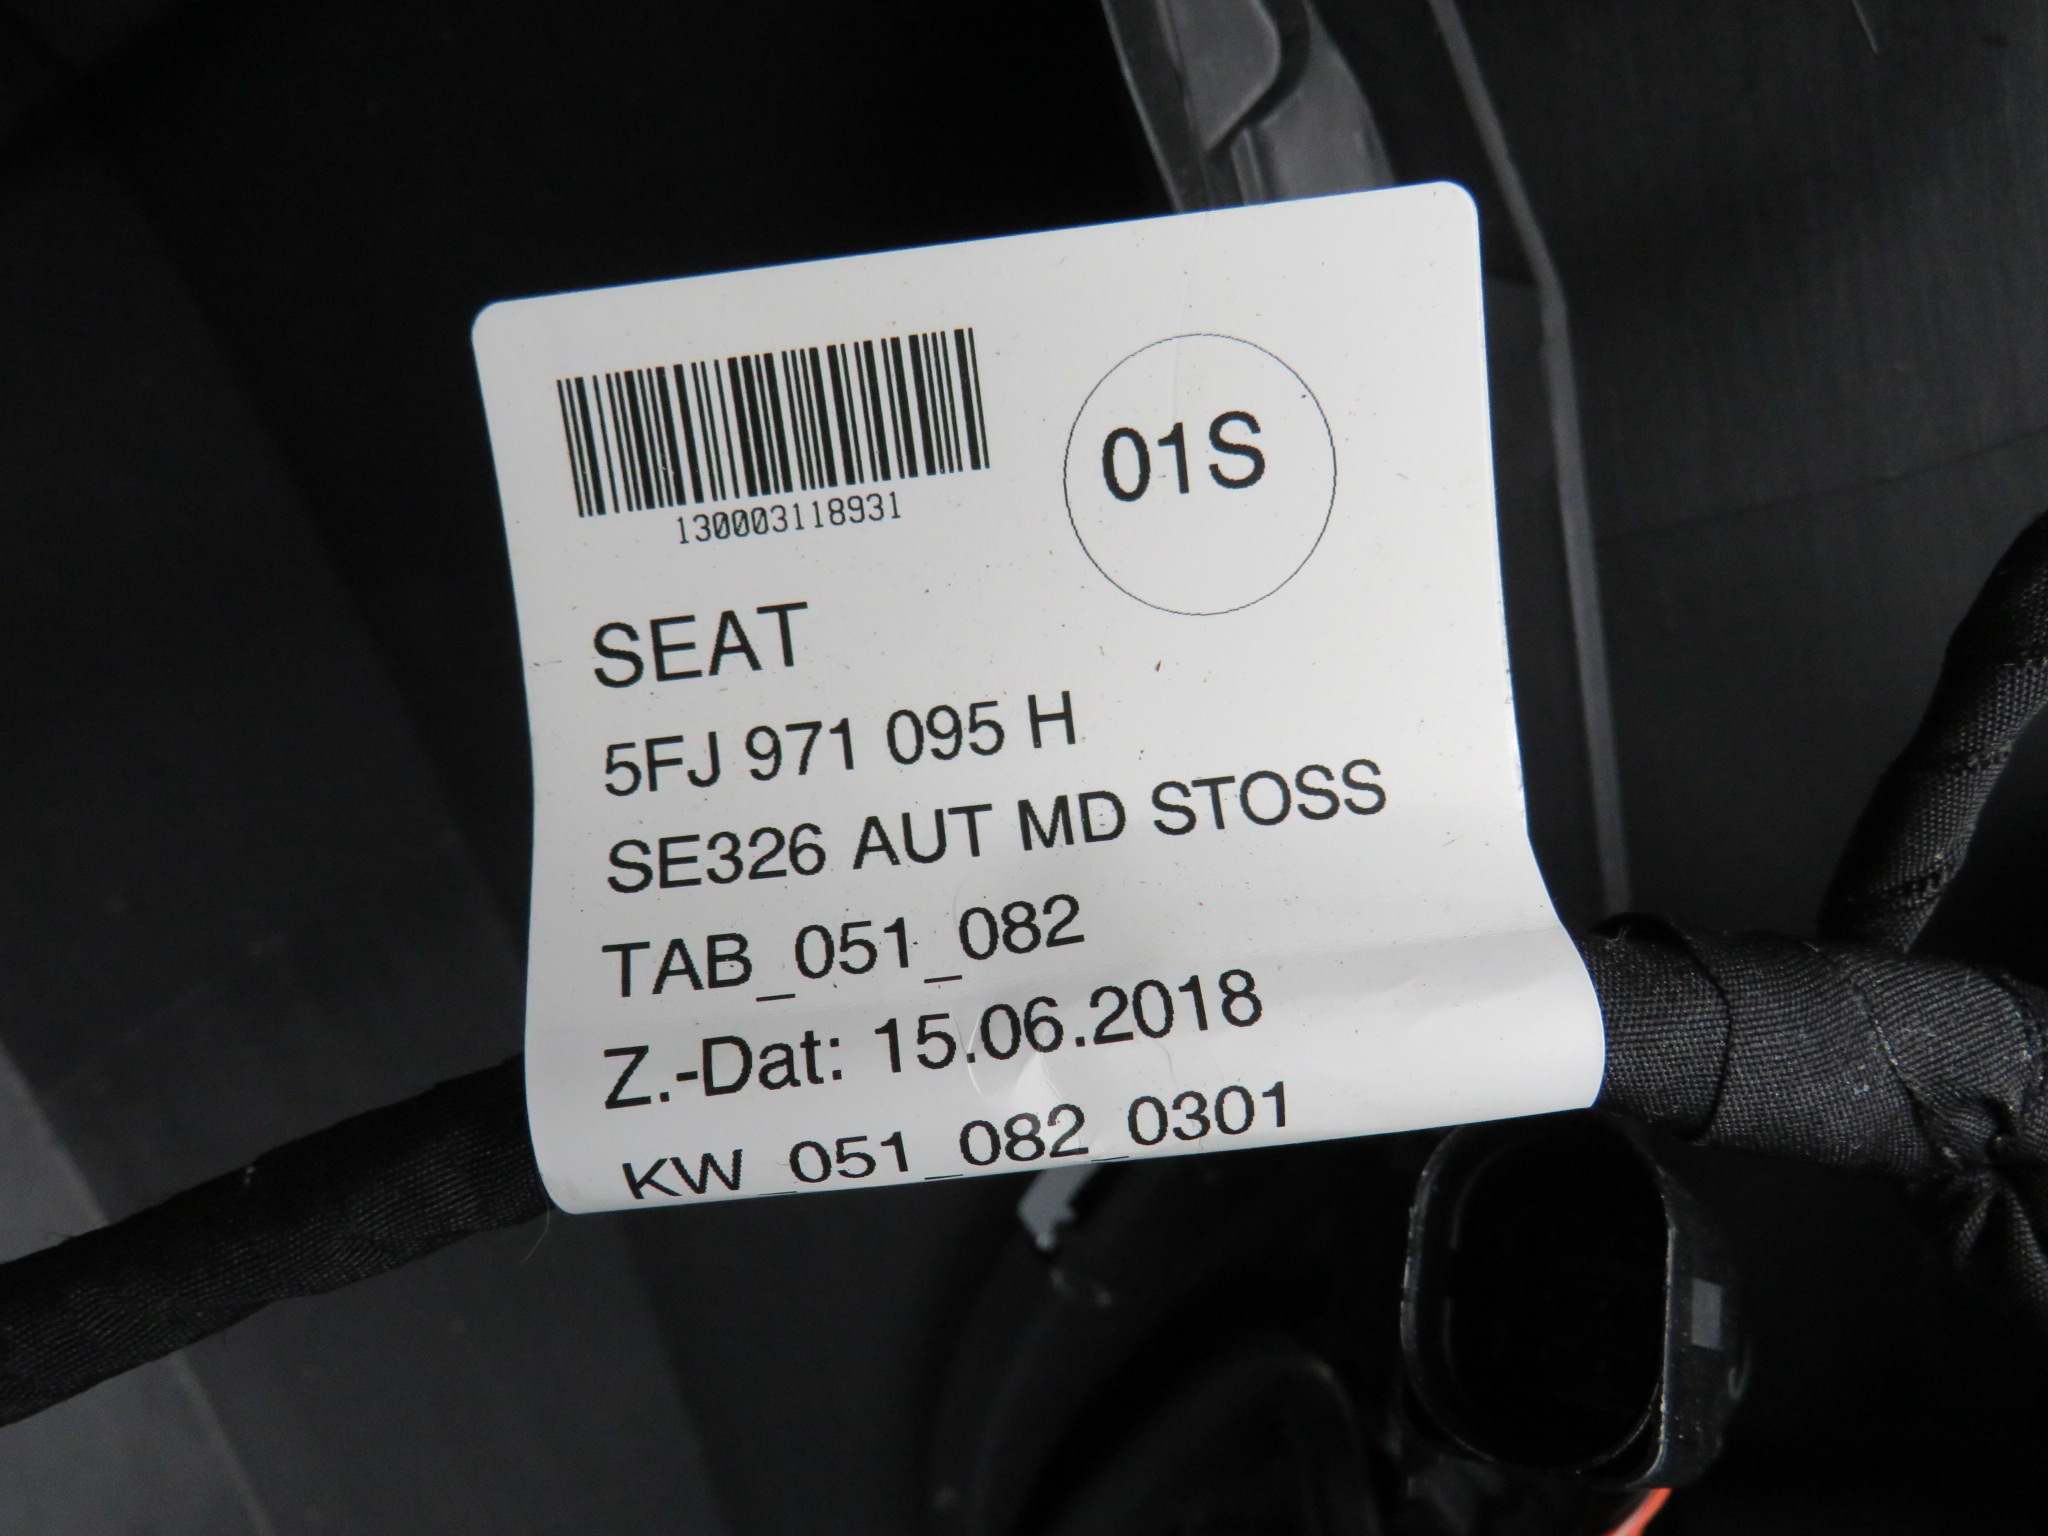 130003118931
01S
SEAT
5FJ 971 095 H
SE326 AUT MD STOSS
TAB_051_082
Z.-Dat: 15.06.2018
KW_051_082_0301